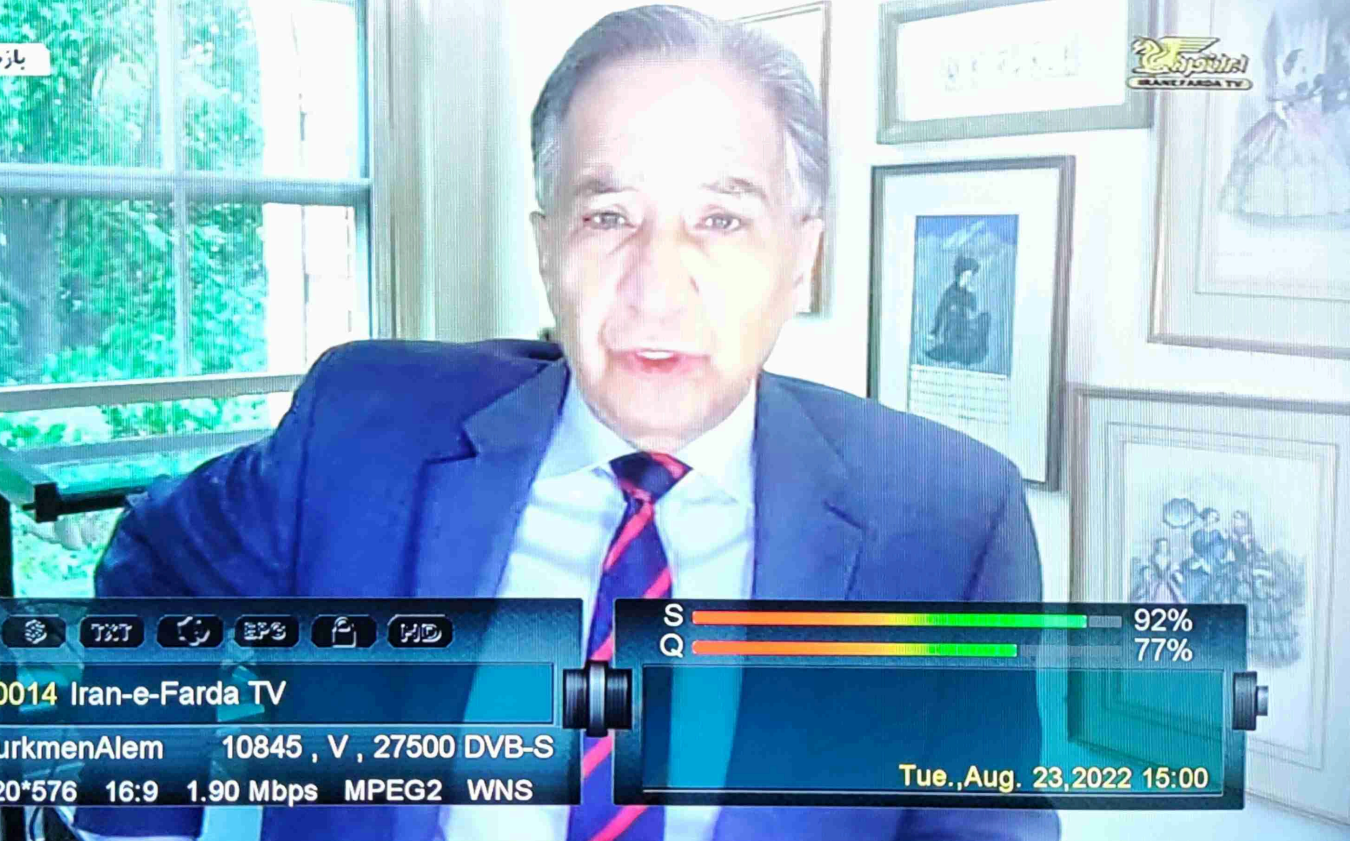 باز
IRANEFARDA TV
$ TXT EPG HD
S 92%
Q 77%
0014 Iran-e-Farda TV
urkmenAlem 10845 , V , 27500 DVB-S
20*576 16:9 1.90 Mbps MPEG2 WNS
Tue.,Aug. 23,2022 15:00